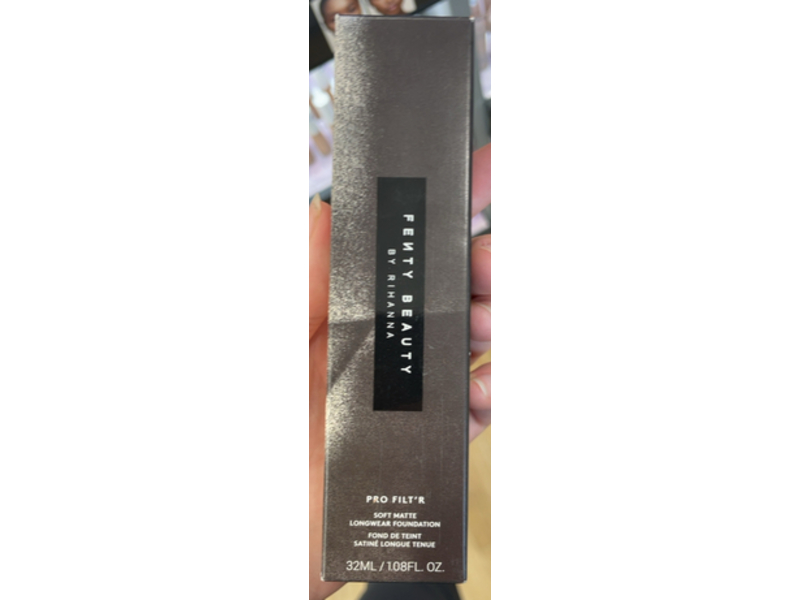 FENTY BEAUTY
BY RIHANNA
PRO FILT'R
SOFT MATTE
LONGWEAR FOUNDATION
FOND DE TEINT
SATINÉ LONGUE TENUE
32ML / 1.08FL. OZ.